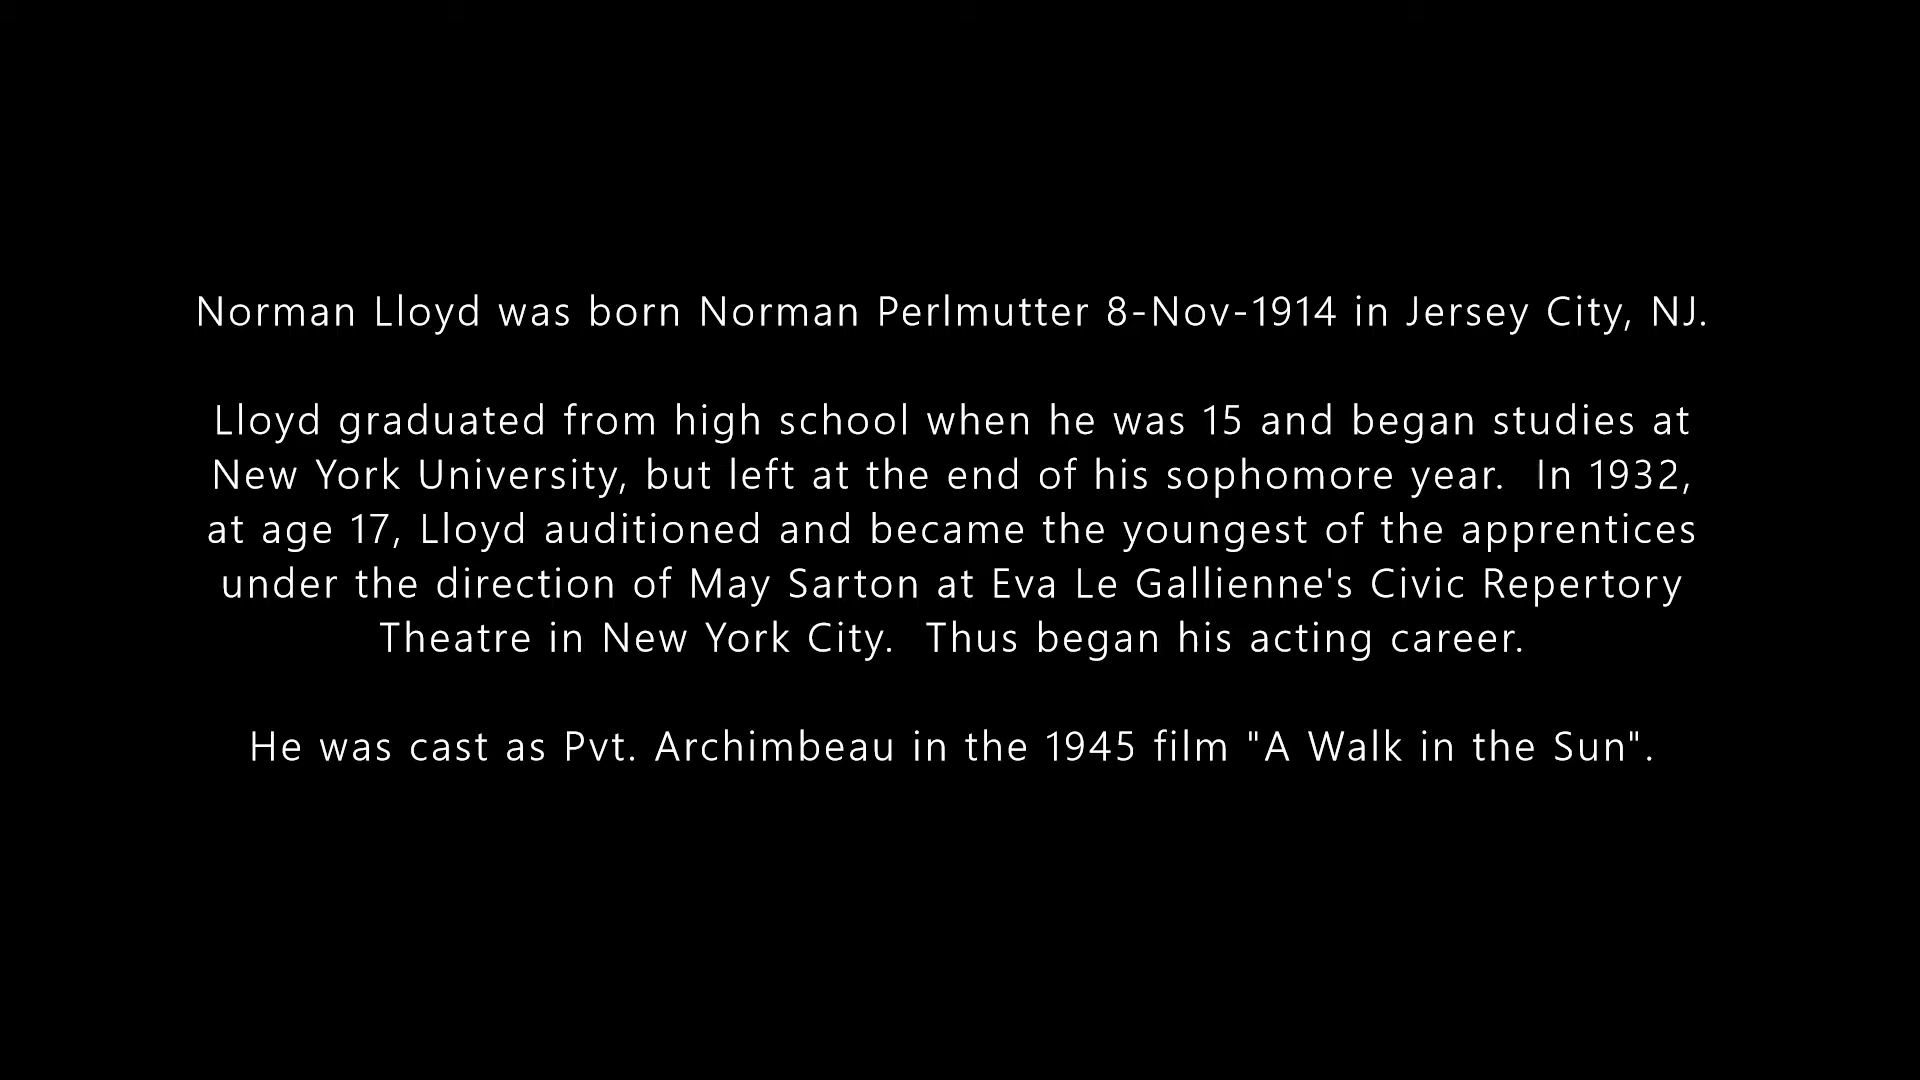 Norman Lloyd was born Norman Perlmutter 8-Nov-1914 in Jersey City, NJ.
Lloyd graduated from high school when he was 15 and began studies at
New York University, but left at the end of his sophomore year.  In 1932,
at age 17, Lloyd auditioned and became the youngest of the apprentices
under the direction of May Sarton at Eva Le Gallienne's Civic Repertory
Theatre in New York City.  Thus began his acting career.
He was cast as Pvt. Archimbeau in the 1945 film "A Walk in the Sun".